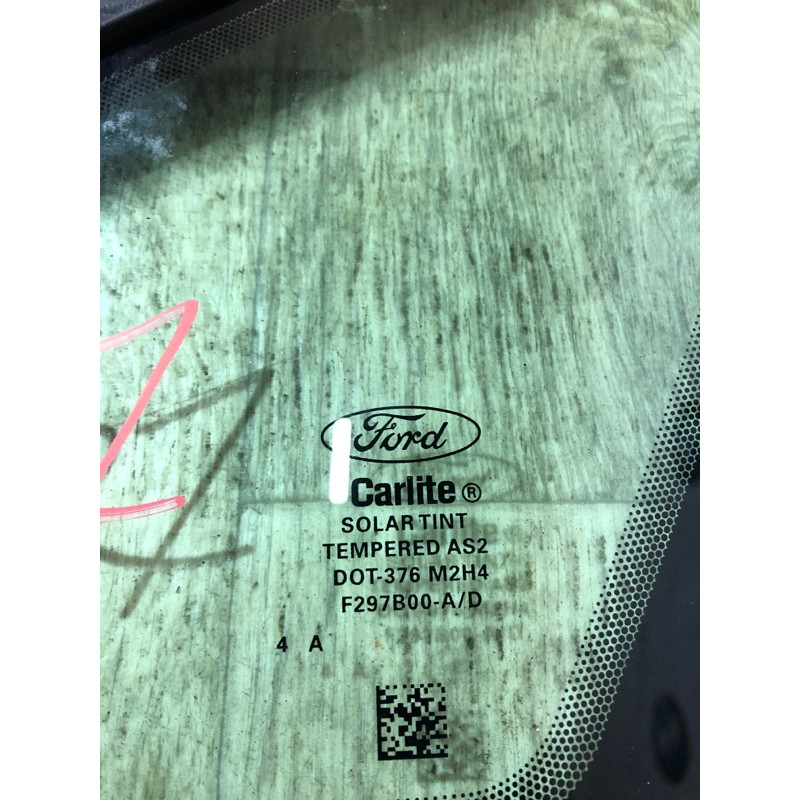 Ford
Carlite ®
SOLAR TINT
TEMPERED AS2
DOT-376 M2H4
F297B00-A/D
4 A